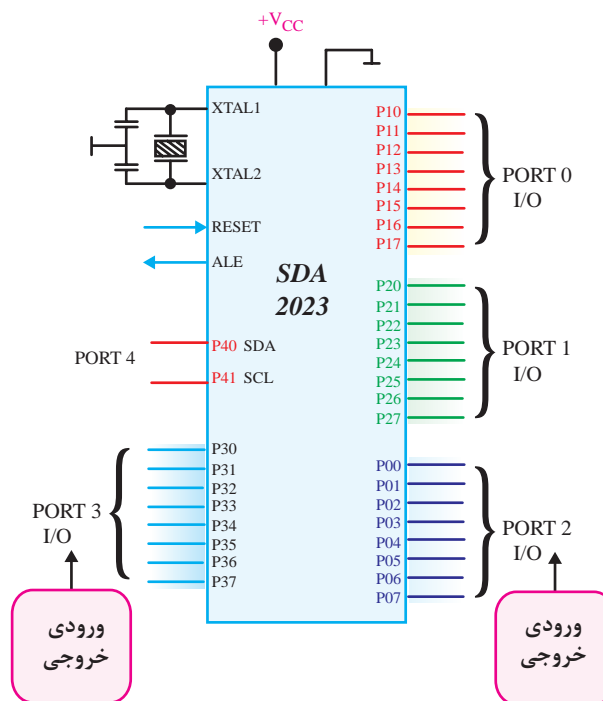 +VCC
XTAL1
XTAL2
RESET
ALE
SDA
2023
PORT 4
P40 SDA
P41 SCL
PORT 3
I/O
P30
P31
P32
P33
P34
P35
P36
P37
P10
P11
P12
P13
P14
P15
P16
P17
PORT 0
I/O
P20
P21
P22
P23
P24
P25
P26
P27
PORT 1
I/O
P00
P01
P02
P03
P04
P05
P06
P07
PORT 2
I/O
ورودی
خروجی
ورودی
خروجی